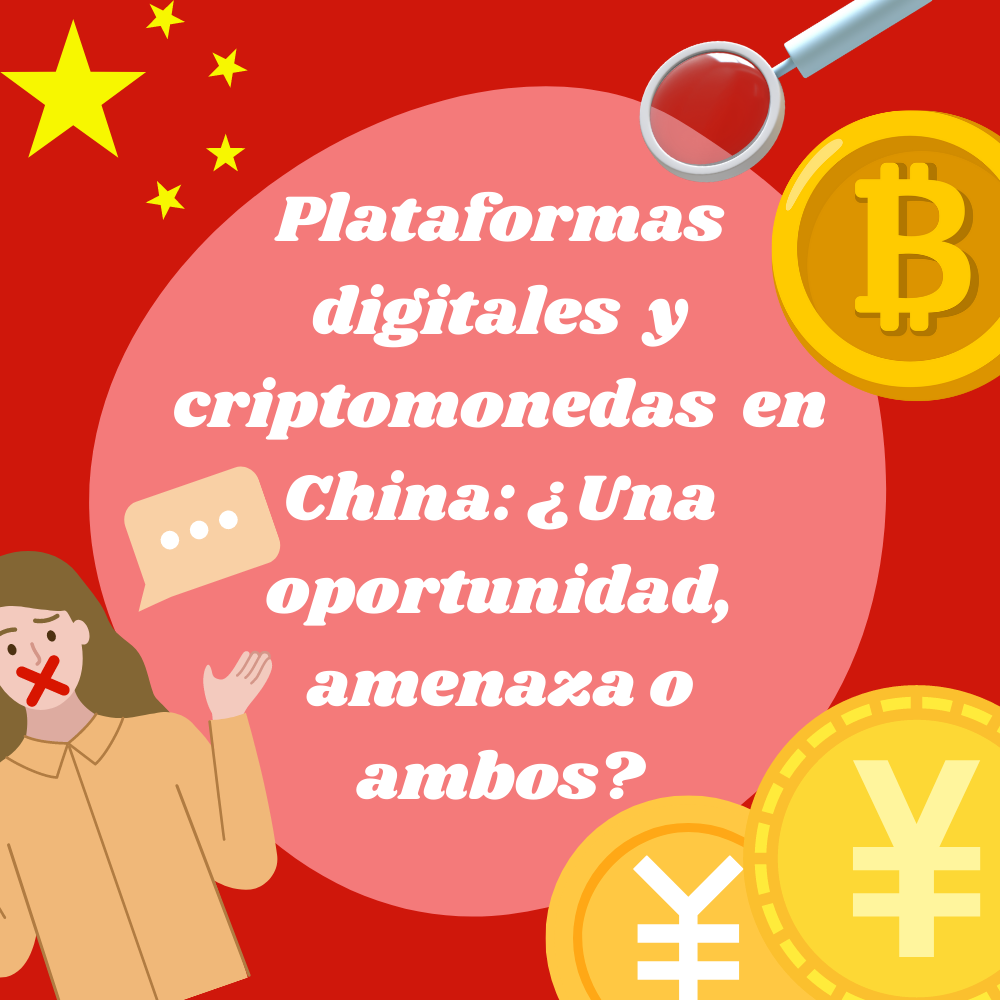 Plataformas
digitales y
criptomonedas en
China: ¿Una
oportunidad,
amenaza o
ambos?